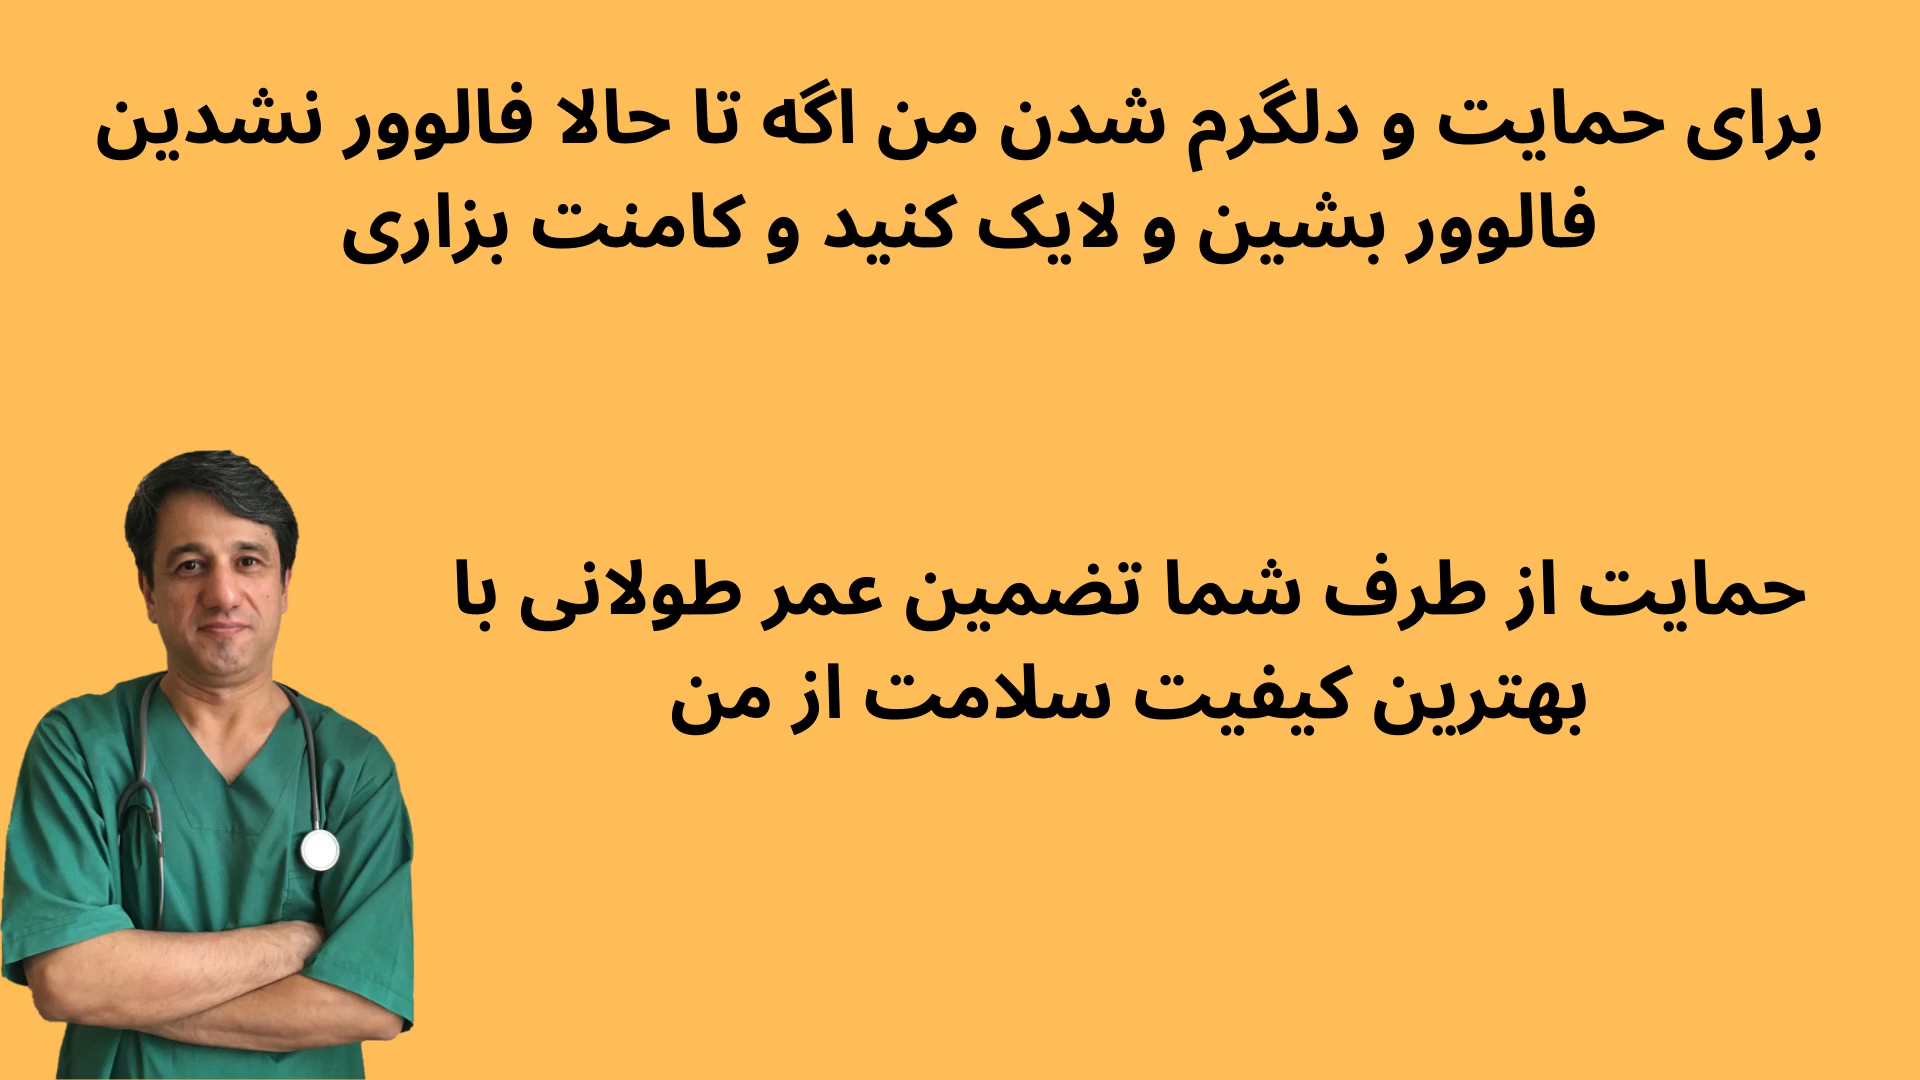 برای حمایت و دلگرم شدن من اگه تا حالا فالوور نشدین
فالوور بشین و لایک کنید و کامنت بزاری
حمایت از طرف شما تضمین عمر طولانی با
بهترین کیفیت سلامت از من